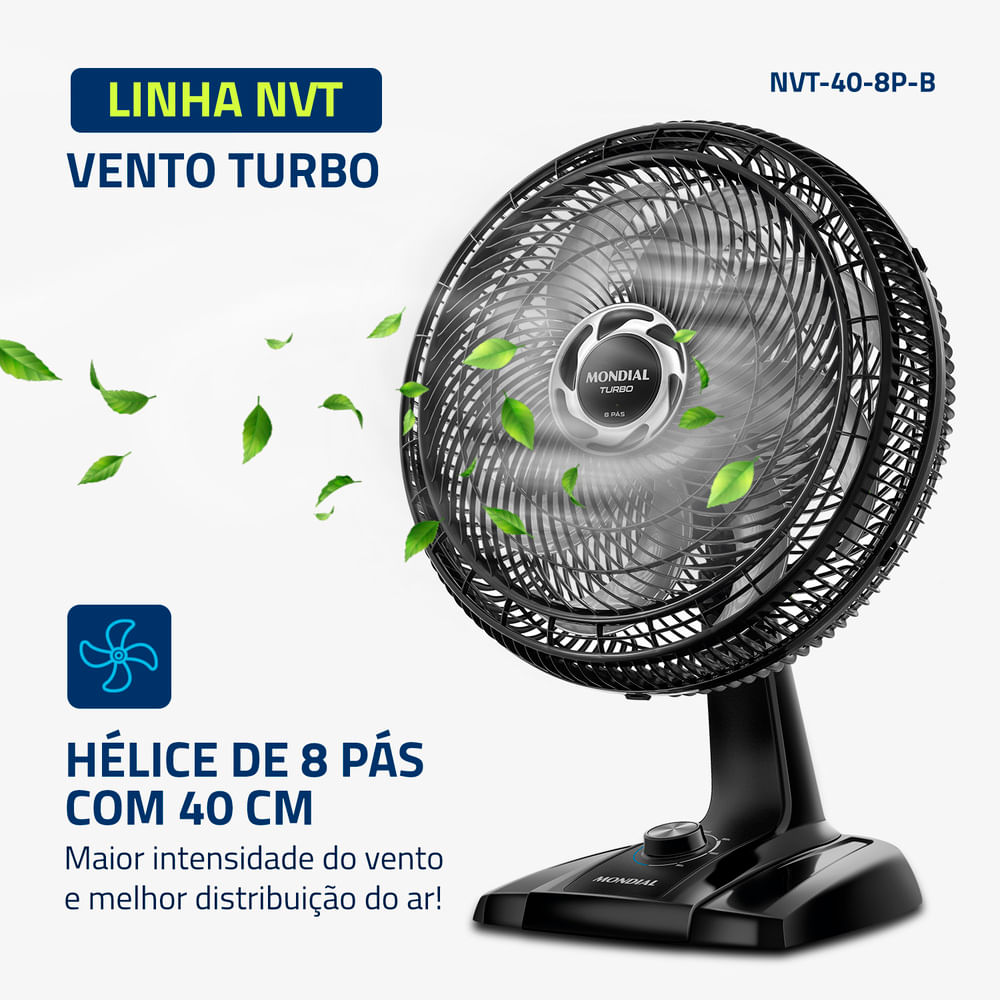 LINHA NVT
VENTO TURBO
NVT-40-8P-B
MONDIAL
TURBO
8 PÁS
HÉLICE DE 8 PÁS
COM 40 CM
Maior intensidade do vento
e melhor distribuição do ar!
MONDIAL